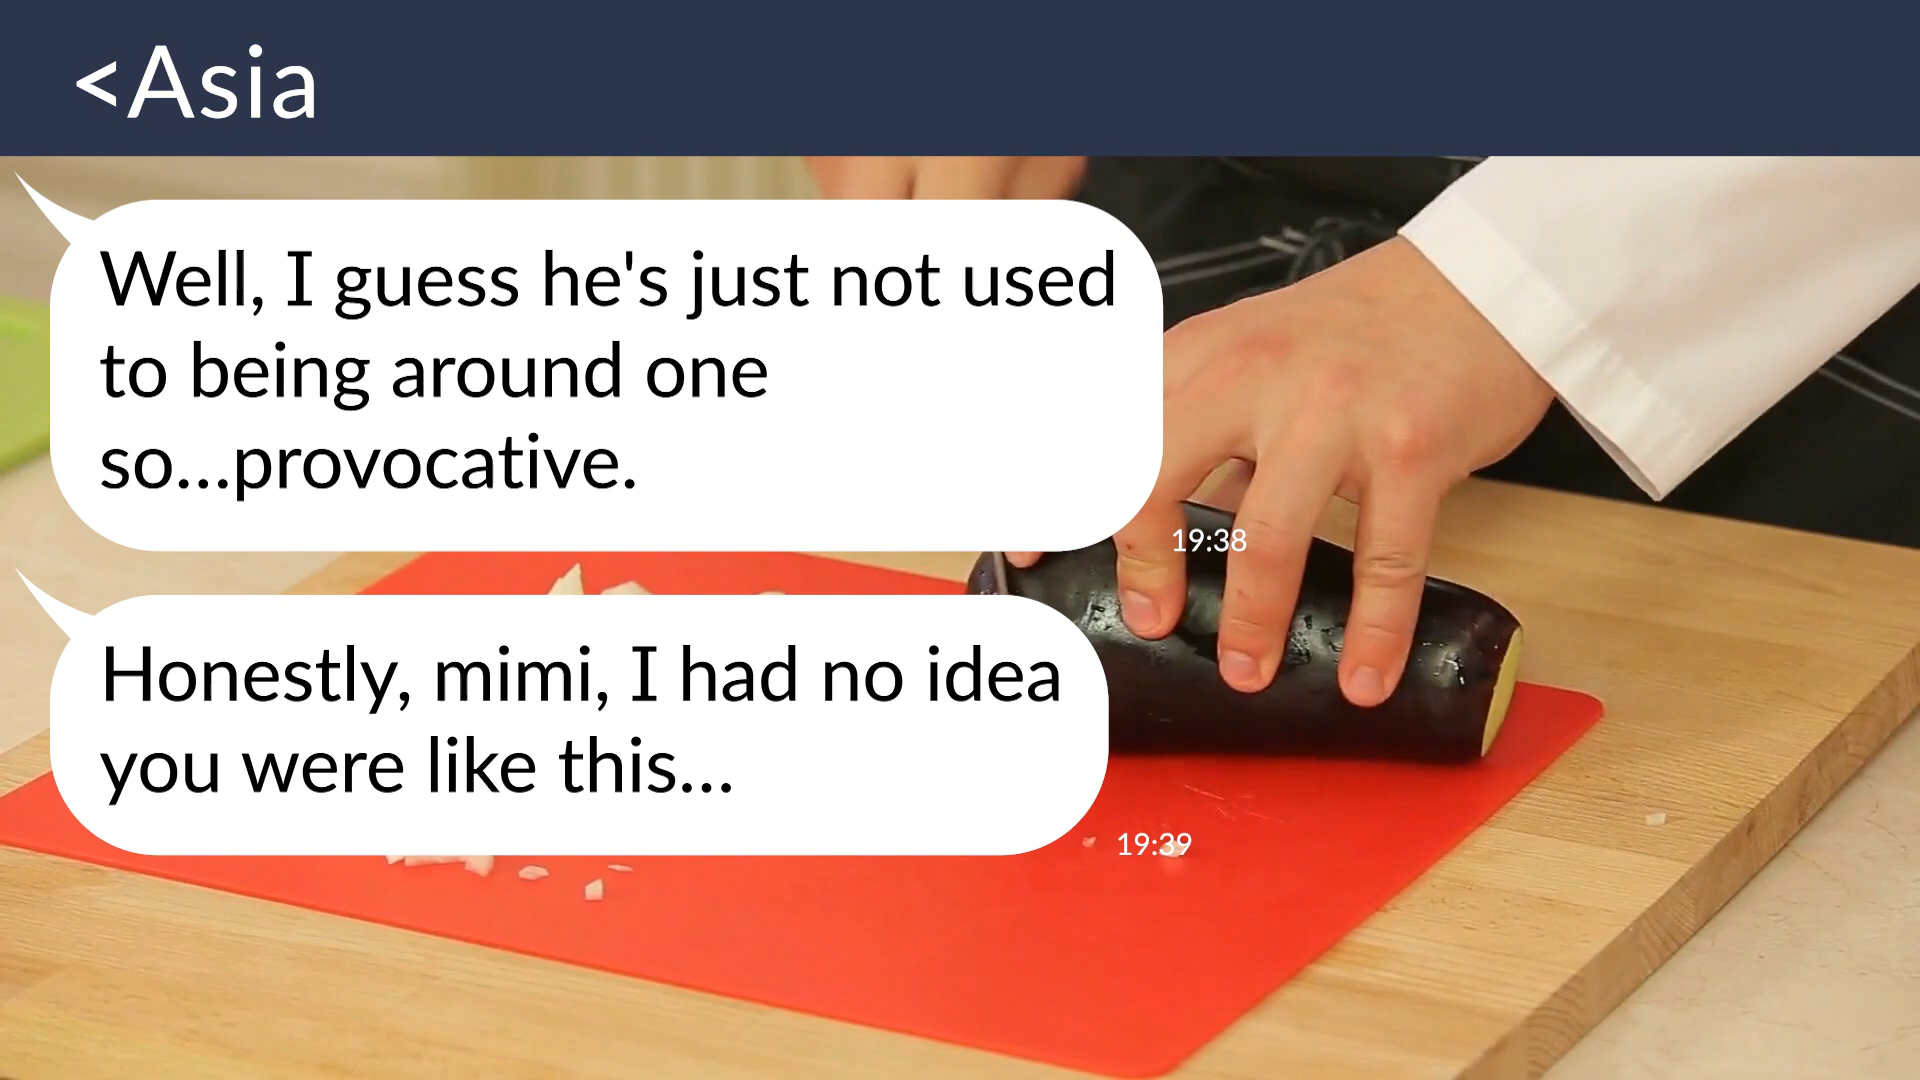 <Asia
Well, I guess he's just not used
to being around one
so...provocative.
19:38
Honestly, mimi, I had no idea
you were like this...
19:39